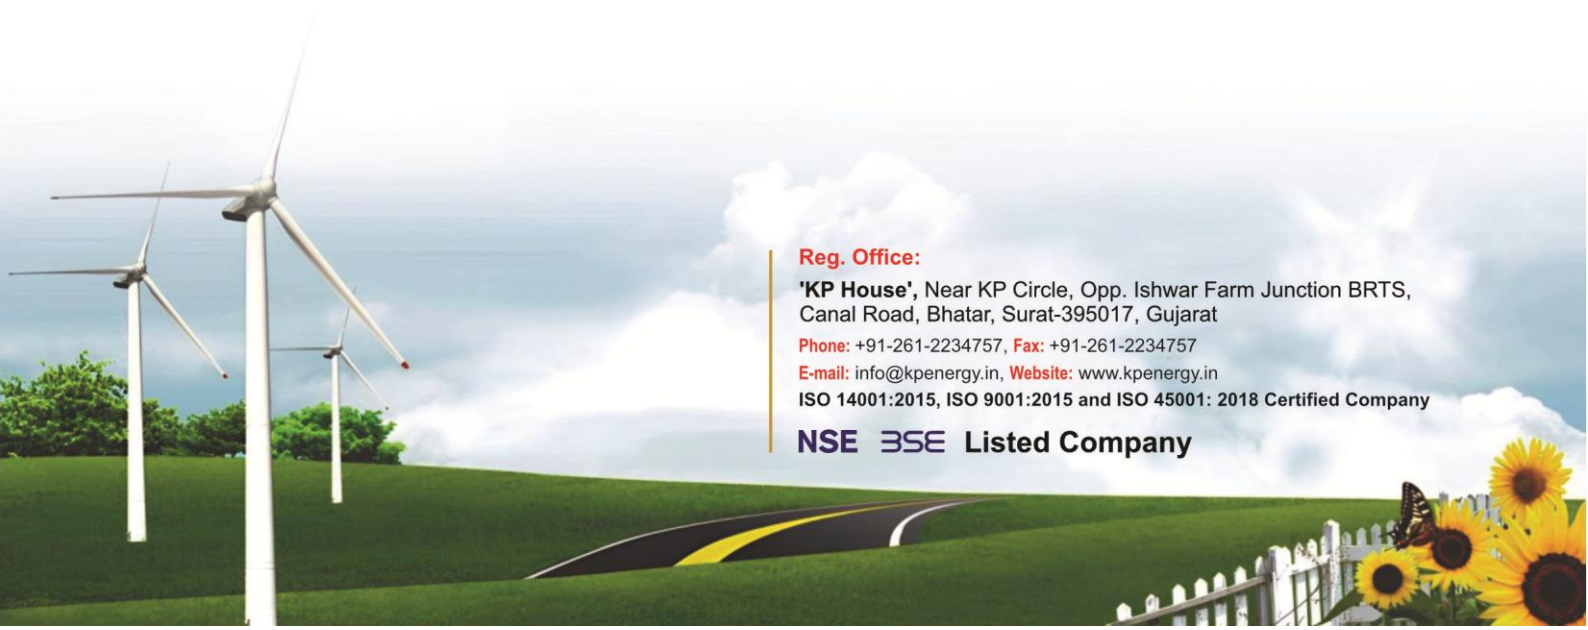 Reg. Office:
'KP House', Near KP Circle, Opp. Ishwar Farm Junction BRTS,
Canal Road, Bhatar, Surat-395017, Gujarat
Phone: +91-261-2234757, Fax: +91-261-2234757
E-mail: info@kpenergy.in, Website: www.kpenergy.in
ISO 14001:2015, ISO 9001:2015 and ISO 45001: 2018 Certified Company
NSE BSE Listed Company